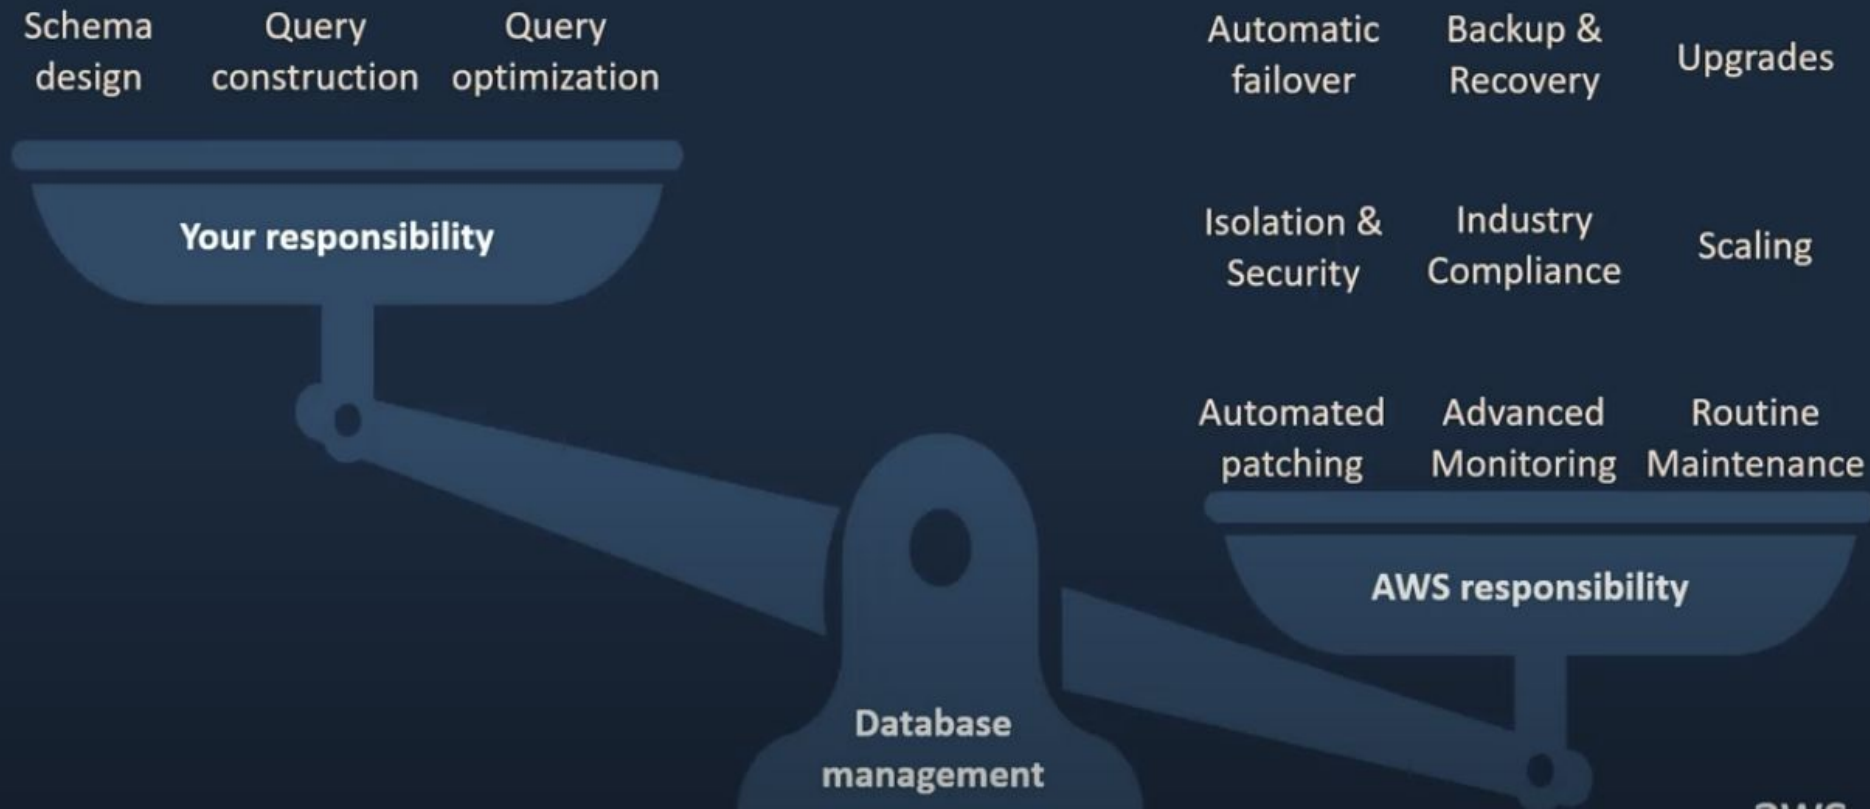 Schema
design
Query
construction
Query
optimization
Your responsibility
Automatic
failover
Backup &
Recovery
Upgrades
Isolation &
Security
Industry
Compliance
Scaling
Automated
patching
Advanced
Monitoring
Routine
Maintenance
AWS responsibility
Database
management
aws